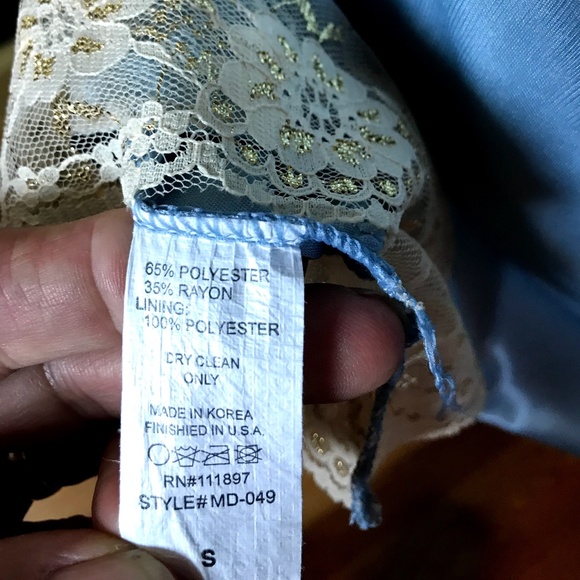 65% POLYESTER
35% RAYON
LINING:
100% POLYESTER
DRY CLEAN
ONLY
MADE IN KOREA
FINISHIED IN U.S.A.
RN#111897
STYLE# MD-049
S